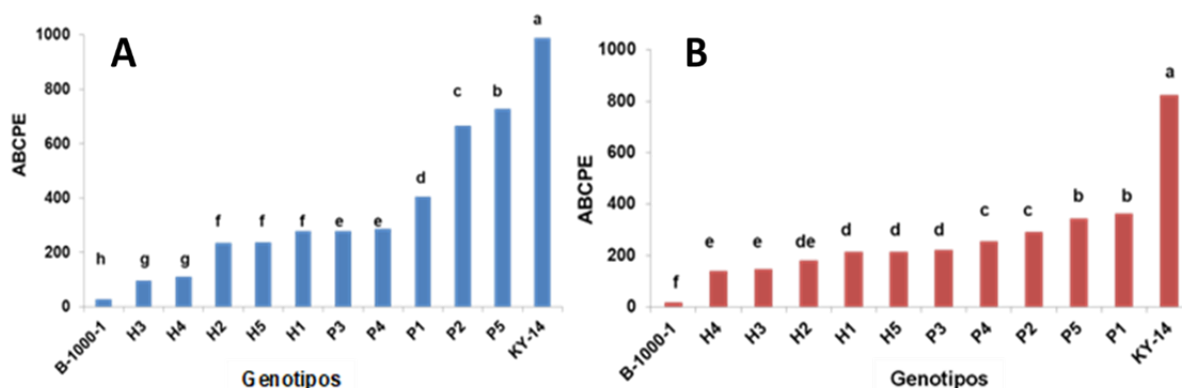 A
1000
800
600
400
200
0
ABCPE
h g g f f f e e d c b a
B-1000-1 H3 H4 H2 H5 H1 P3 P4 P1 P2 P5 KY-14
Genotipos
B
1000
800
600
400
200
0
ABCPE
f e e de d d d c c b b a
B-1000-1 H4 H3 H2 H1 H5 P3 P4 P2 P5 P1 KY-14
Genotipos